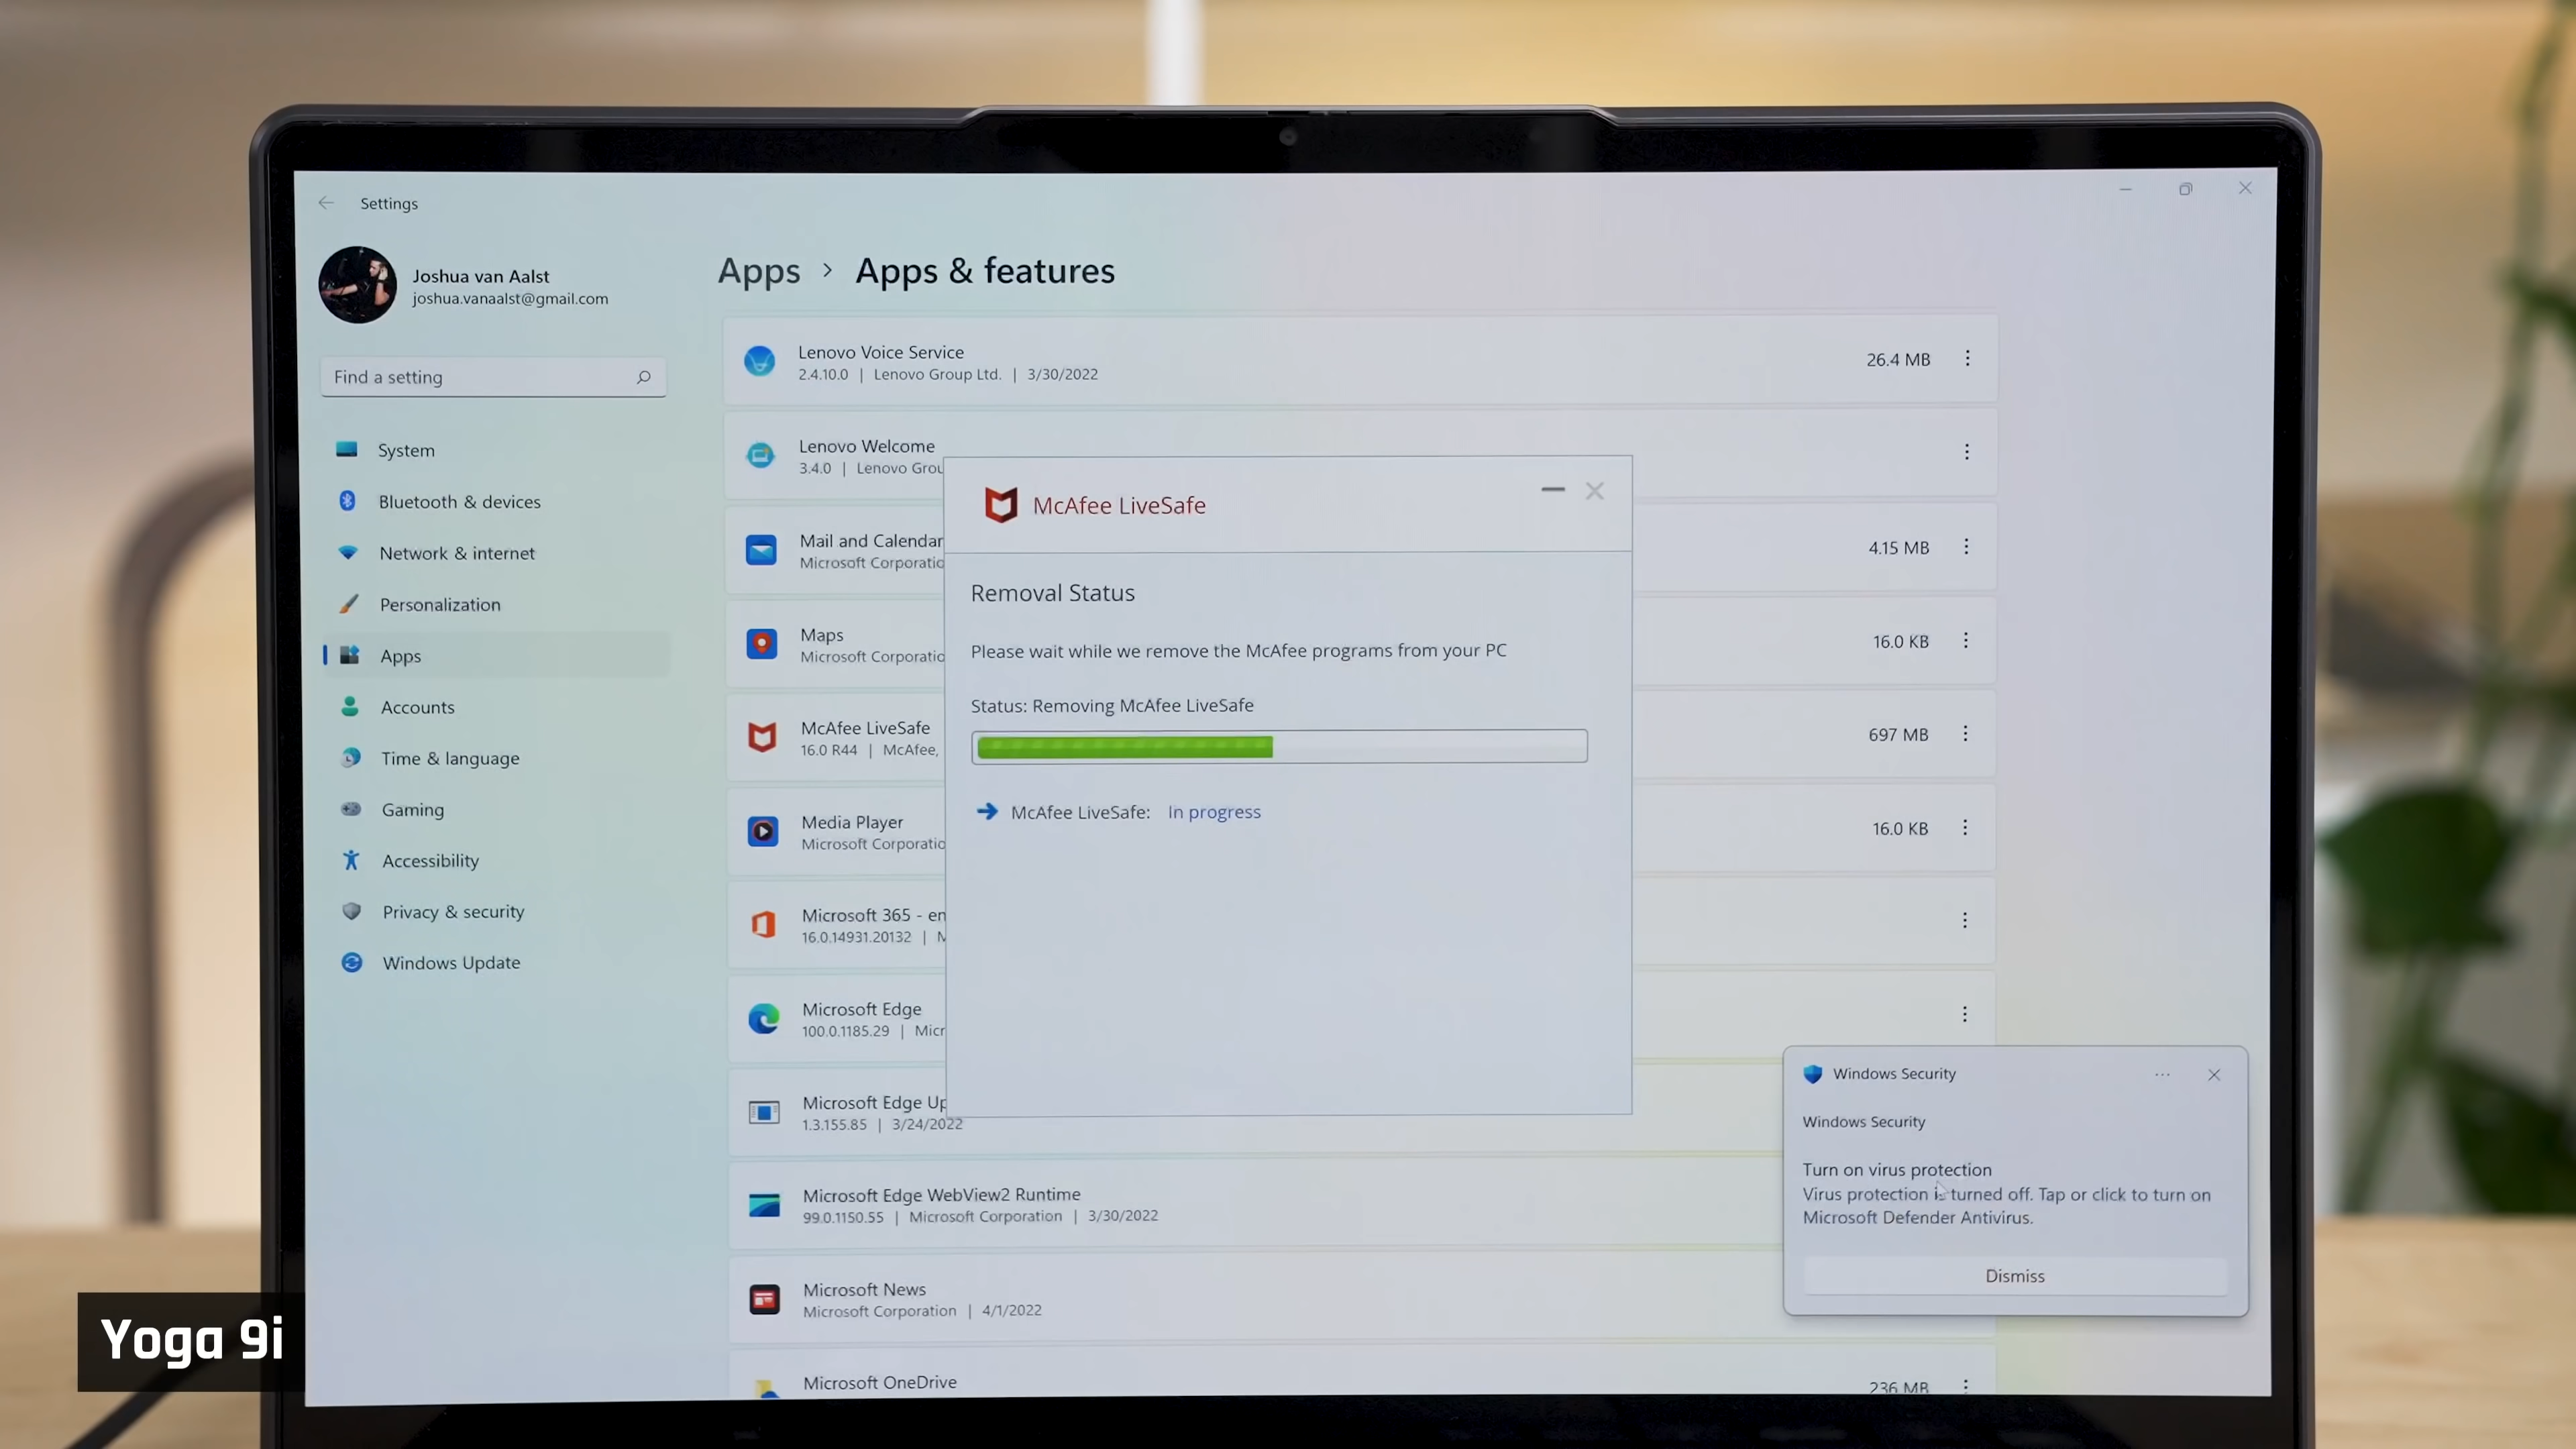 Settings
Joshua van Aalst
joshua.vanaalst@gmail.com
Find a setting
System
Bluetooth & devices
Network & internet
Personalization
Apps
Accounts
Time & language
Gaming
Accessibility
Privacy & security
Windows Update
Apps > Apps & features
Lenovo Voice Service
2.4.10.0 | Lenovo Group Ltd. | 3/30/2022
26.4 MB
Lenovo Welcome
3.4.0 | Lenovo Grou
Mail and Calendar
Microsoft Corporatio
4.15 MB
Maps
Microsoft Corporatio
16.0 KB
McAfee LiveSafe
16.0 R44 | McAfee,
697 MB
Media Player
Microsoft Corporatio
16.0 KB
Microsoft 365 - en
16.0.14931.20132 | M
Microsoft Edge
100.0.1185.29 | Micr
Microsoft Edge Up
1.3.155.85 | 3/24/2022
Microsoft Edge WebView2 Runtime
99.0.1150.55 | Microsoft Corporation | 3/30/2022
Microsoft News
Microsoft Corporation | 4/1/2022
Microsoft OneDrive
236 MB
McAfee LiveSafe
Removal Status
Please wait while we remove the McAfee programs from your PC
Status: Removing McAfee LiveSafe
McAfee LiveSafe: In progress
Windows Security
Windows Security
Turn on virus protection
Virus protection is turned off. Tap or click to turn on
Microsoft Defender Antivirus.
Dismiss
Yoga 9i